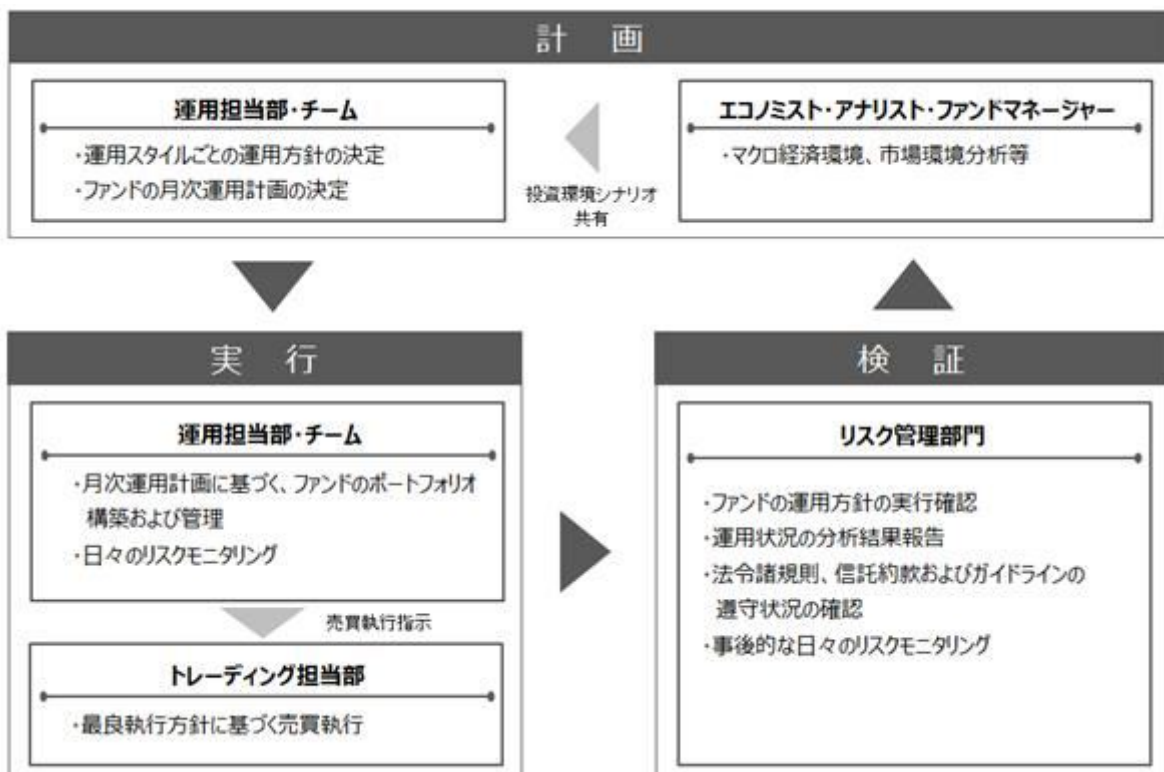 計 画
運用担当部・チーム
・運用スタイルごとの運用方針の決定
・ファンドの月次運用計画の決定
投資環境シナリオ
共有
エコノミスト・アナリスト・ファンドマネージャー
・マクロ経済環境、市場環境分析等
実 行
運用担当部・チーム
・月次運用計画に基づく、ファンドのポートフォリオ
構築および管理
・日々のリスクモニタリング
売買執行指示
トレーディング担当部
・最良執行方針に基づく売買執行
検 証
リスク管理部門
・ファンドの運用方針の実行確認
・運用状況の分析結果報告
・法令諸規則、信託約款およびガイドラインの
遵守状況の確認
・事後的な日々のリスクモニタリング